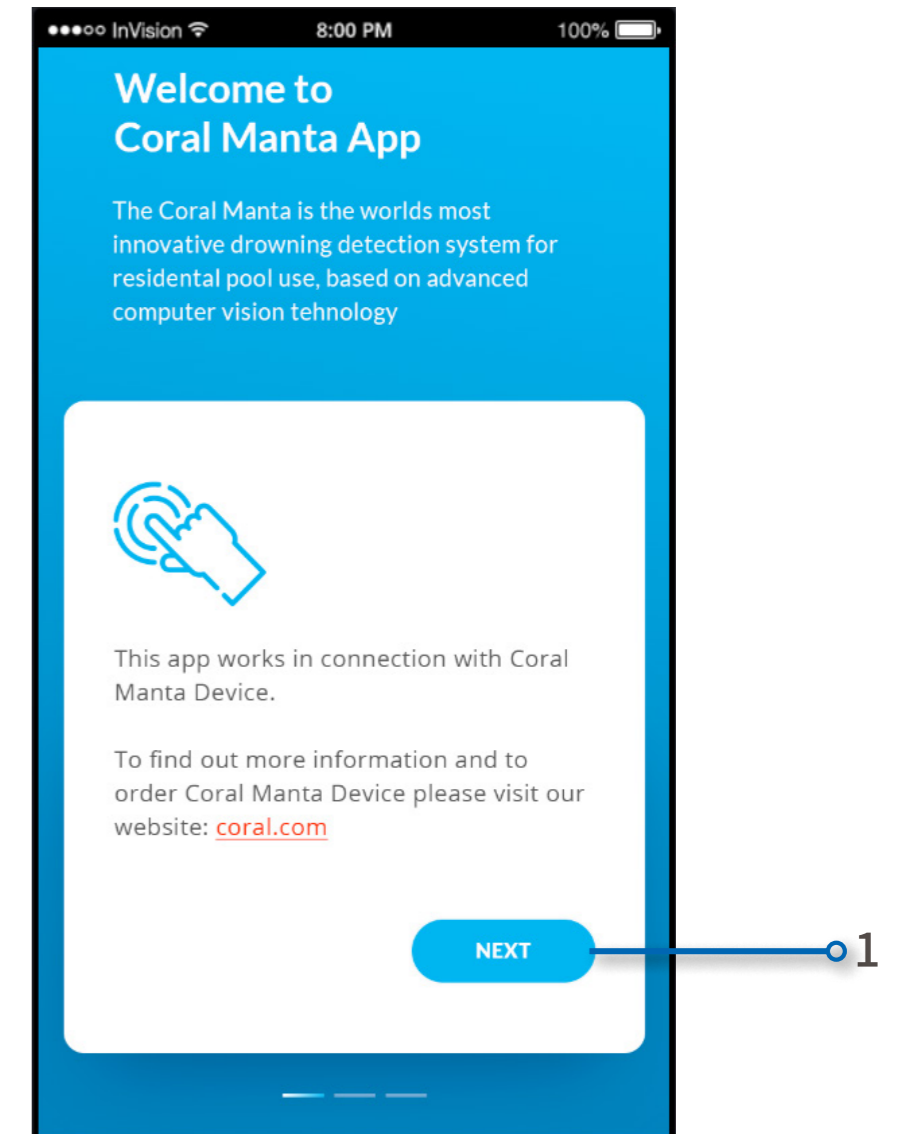 InVision 8:00 PM 100%
Welcome to
Coral Manta App
The Coral Manta is the worlds most
innovative drowning detection system for
residental pool use, based on advanced
computer vision tehnology
This app works in connection with Coral
Manta Device.
To find out more information and to
order Coral Manta Device please visit our
website: coral.com
NEXT
1